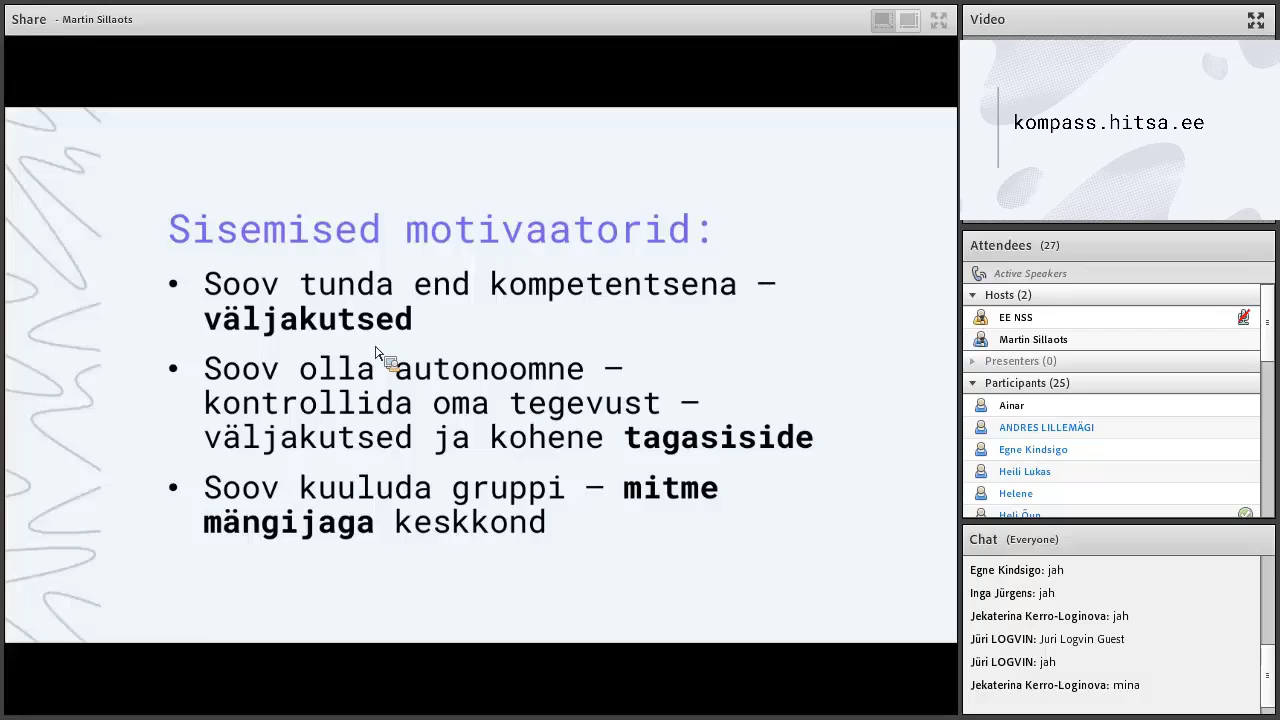 Share - Martin Sillaots
Sisemised motivaatorid:
• Soov tunda end kompetentsena –
väljakutsed
• Soov olla autonoomne –
kontrollida oma tegevust –
väljakutsed ja kohene tagasiside
• Soov kuuluda gruppi – mitme
mängijaga keskkond
Video
kompass.hitsa.ee
Attendees (27)
Active Speakers
Hosts (2)
EE NSS
Martin Sillaots
Presenters (0)
Participants (25)
Ainar
ANDRES LILLEMÄGI
Egne Kindsigo
Heili Lukas
Helene
Heli Õun
Chat (Everyone)
Egne Kindsigo: jah
Inga Jürgens: jah
Jekaterina Kerro-Loginova: jah
Jüri LOGVIN: Juri Logvin Guest
Jüri LOGVIN: jah
Jekaterina Kerro-Loginova: mina